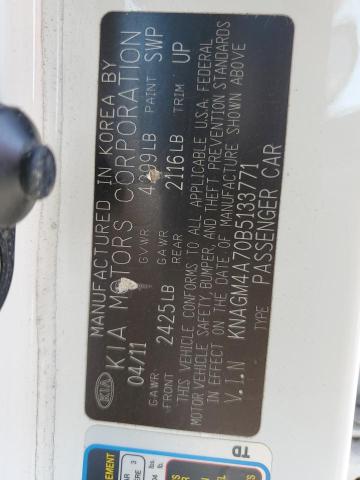 MANUFACTURED IN KOREA BY
KIA MOTORS CORPORATION
04/11 GVWR 4299LB PAINT SWP
GAWR FRONT 2425LB GAWR REAR 2116LB TRIM UP
THIS VEHICLE CONFORMS TO ALL APPLICABLE U.S.A. FEDERAL
MOTOR VEHICLE SAFETY, BUMPER, AND THEFT PREVENTION STANDARDS
IN EFFECT ON THE DATE OF MANUFACTURE SHOWN ABOVE
V.I.N KNAGM4A70B5133771
TYPE PASSENGER CAR
KIA